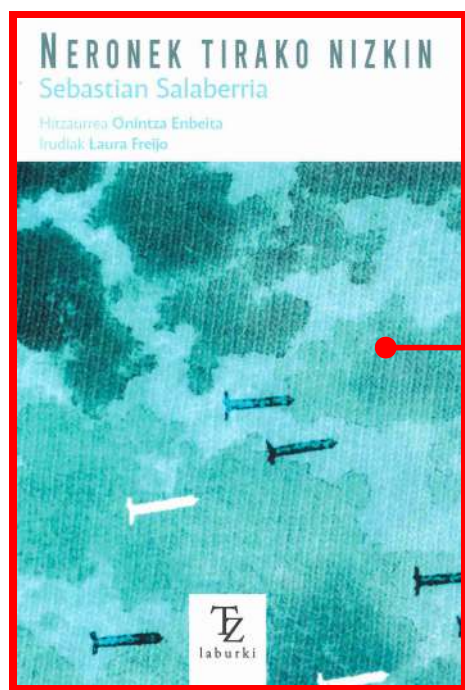 NERONEK TIRAKO NIZKIN
Sebastian Salaberria
Hitzaurrea Onintza Enbeita
Irudiak Laura Freijo
TZ
laburki